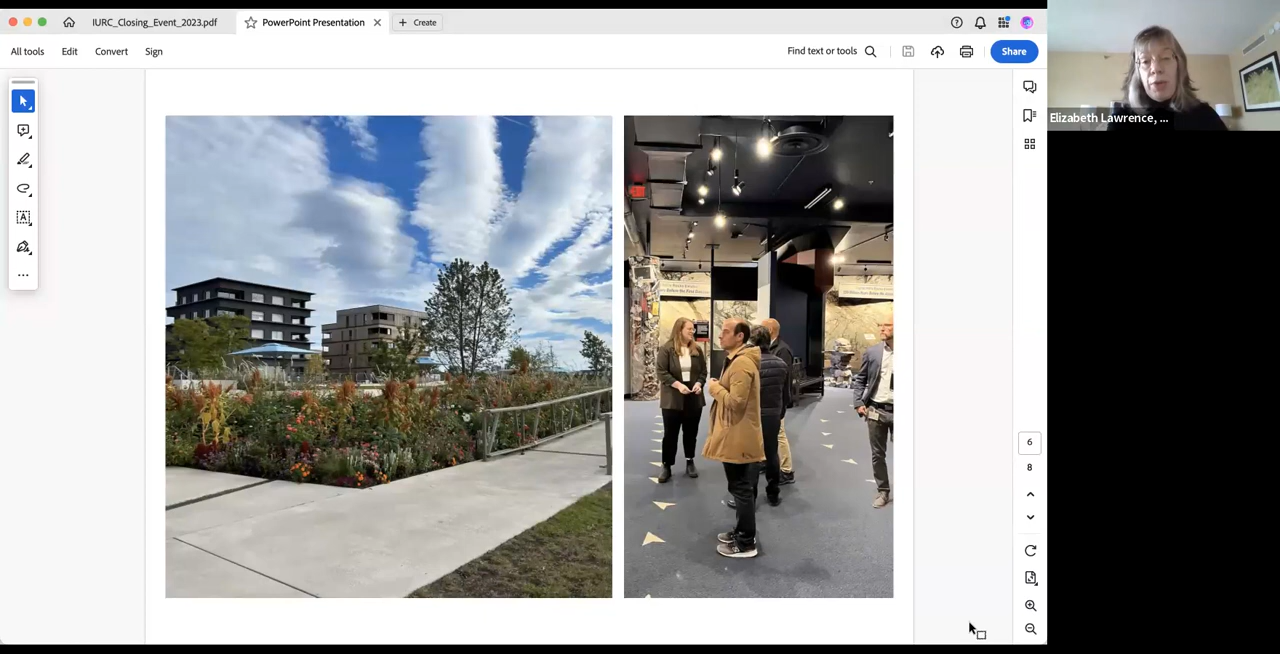 IURC_Closing_Event_2023.pdf
PowerPoint Presentation
Create
All tools
Edit
Convert
Sign
Find text or tools
Share
Elizabeth Lawrence, ...
6
8